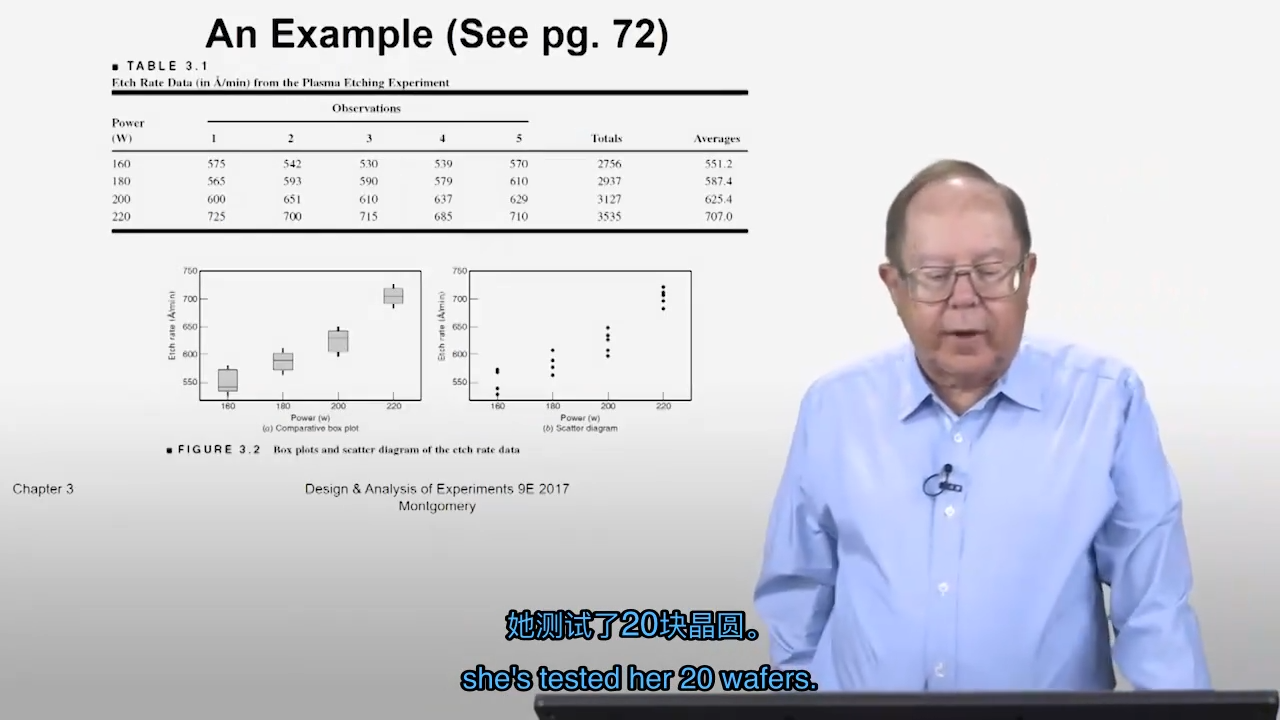 An Example (See pg. 72)
■ TABLE 3.1
Etch Rate Data (in Å/min) from the Plasma Etching Experiment
Observations
Power
(W) 1 2 3 4 5 Totals Averages
160 575 542 530 539 570 2756 551.2
180 565 593 590 579 610 2937 587.4
200 600 651 610 637 629 3127 625.4
220 725 700 715 685 710 3535 707.0
Etch rate (Å/min)
750
700
650
600
550
160 180 200 220
Power (w)
(a) Comparative box plot
Etch rate (Å/min)
750
700
650
600
550
160 180 200 220
Power (w)
(b) Scatter diagram
■ FIGURE 3.2 Box plots and scatter diagram of the etch rate data
Chapter 3
Design & Analysis of Experiments 9E 2017
Montgomery
她测试了20块晶圆。
she's tested her 20 wafers.